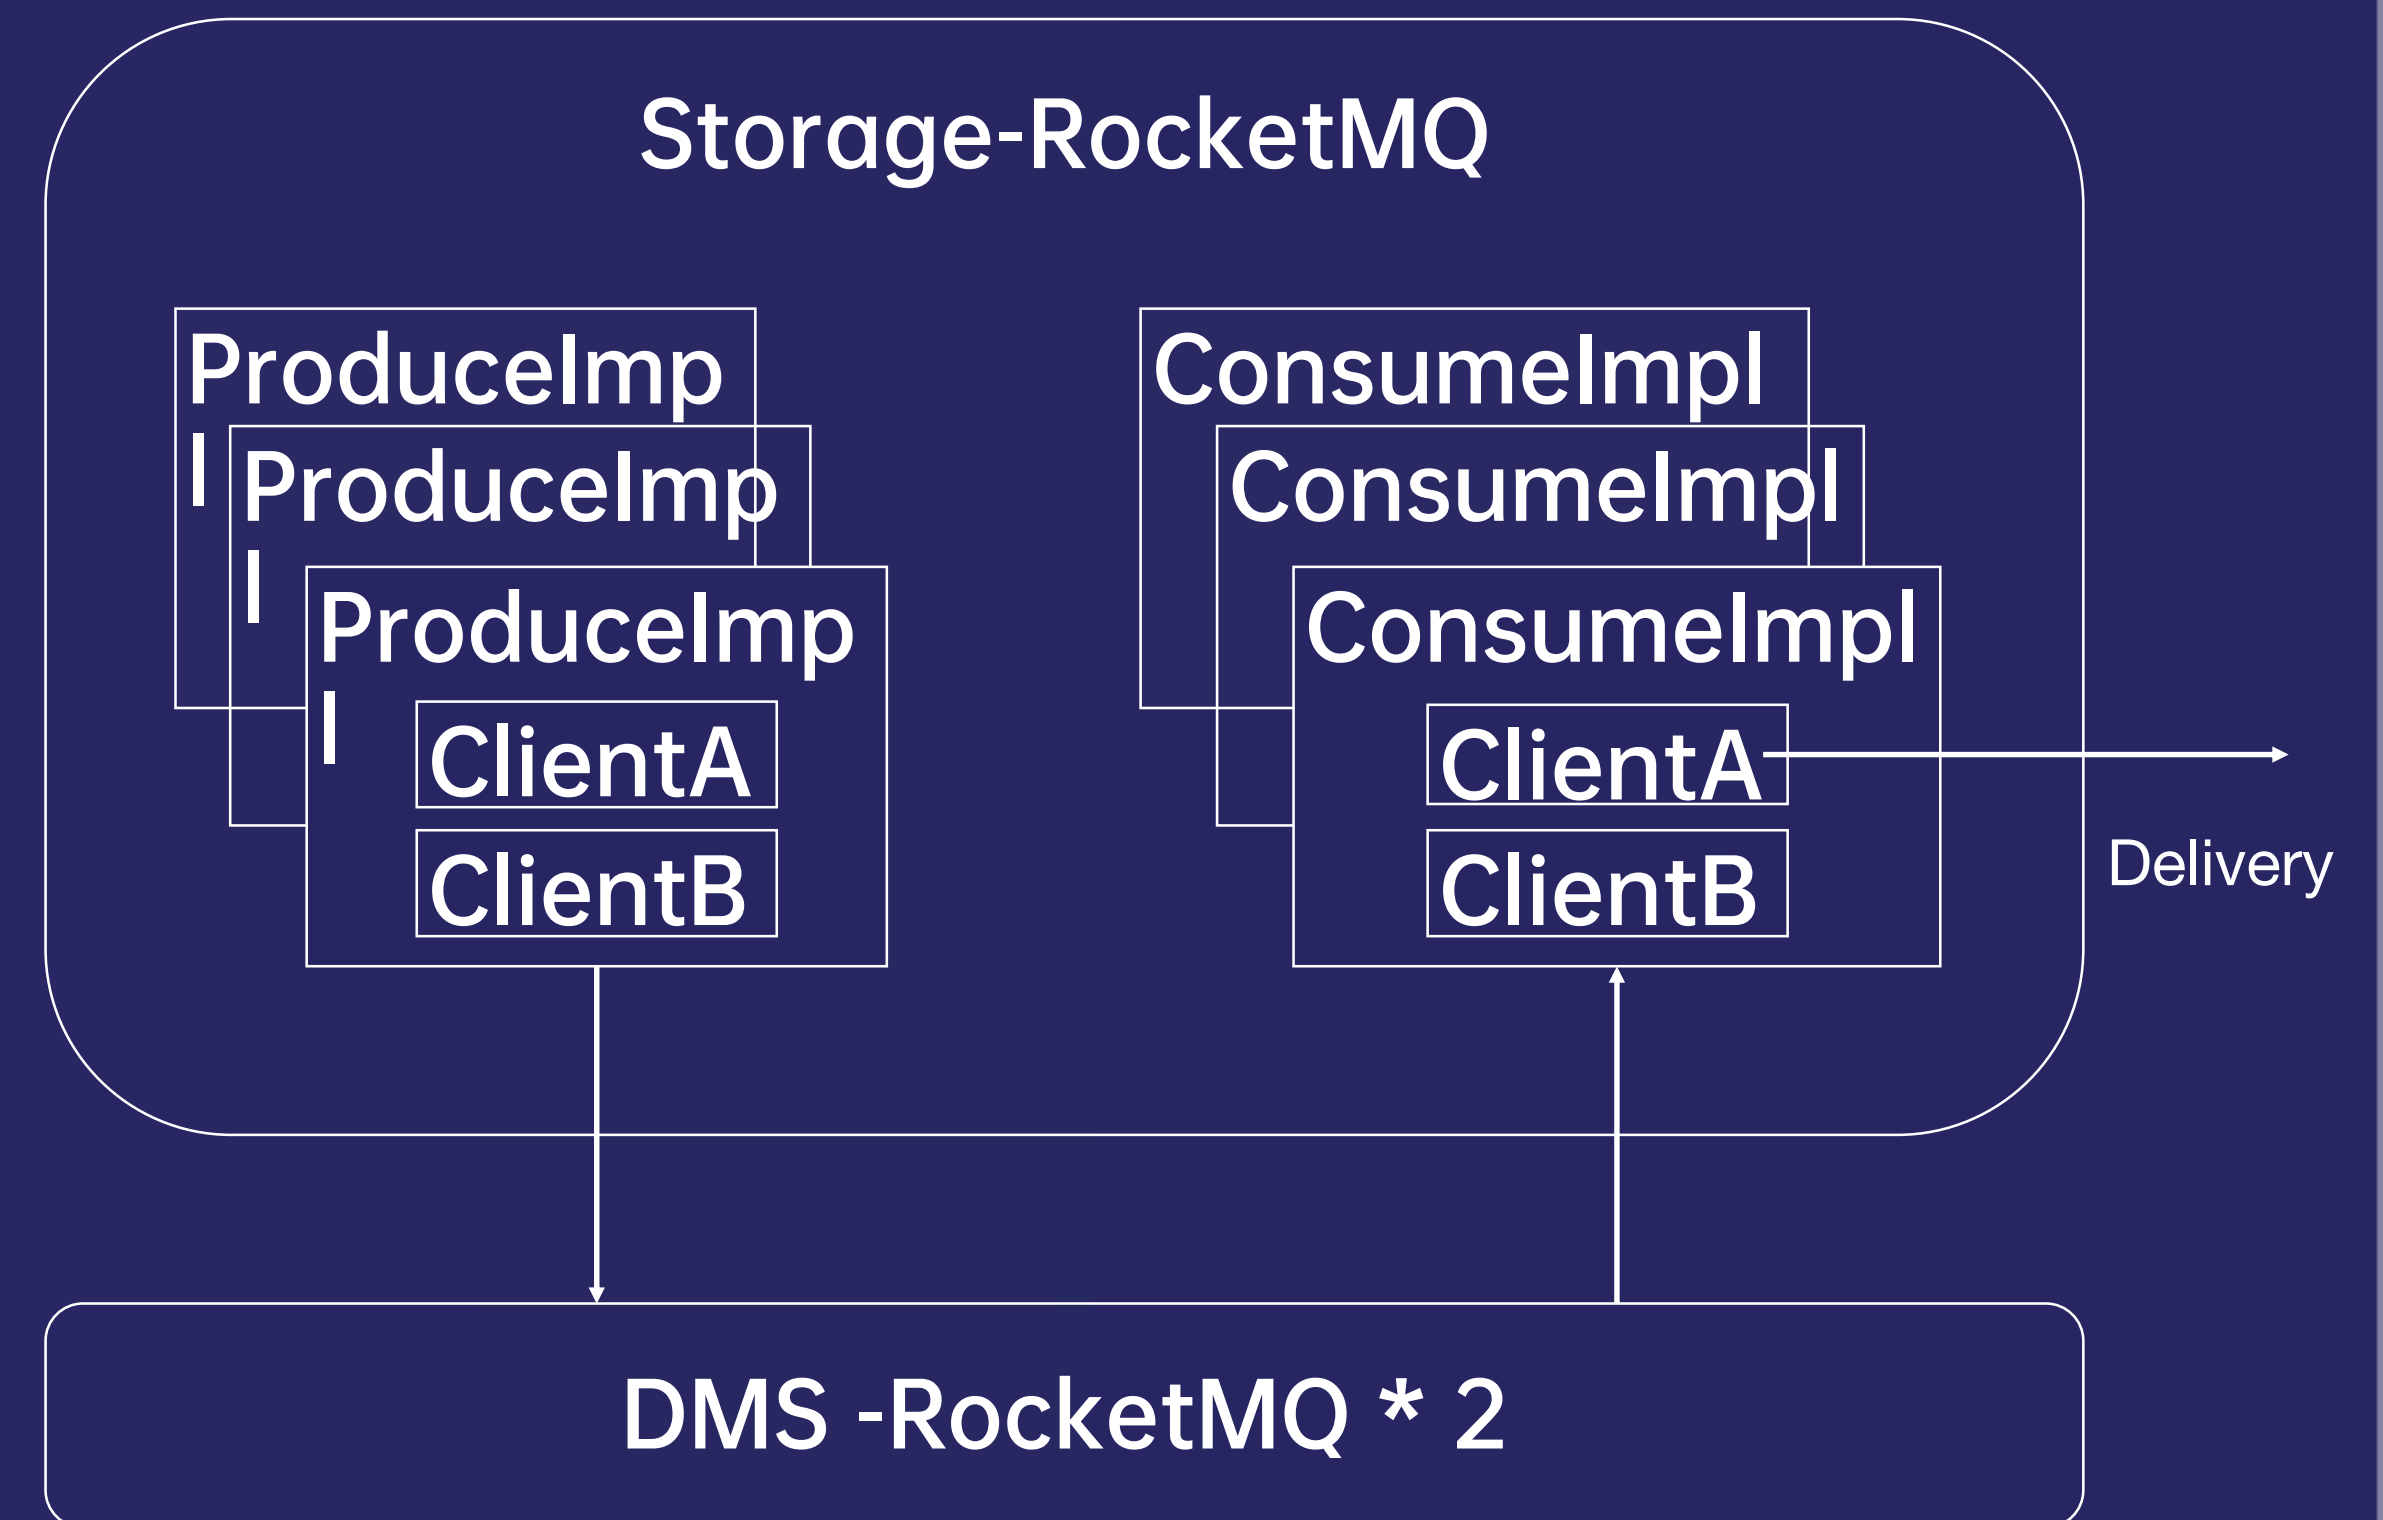 Storage-RocketMQ
ProduceImp
l
ProduceImp
l
ProduceImp
l
ClientA
ClientB
ConsumeImpl
ConsumeImpl
ConsumeImpl
ClientA
ClientB
Delivery
DMS -RocketMQ * 2